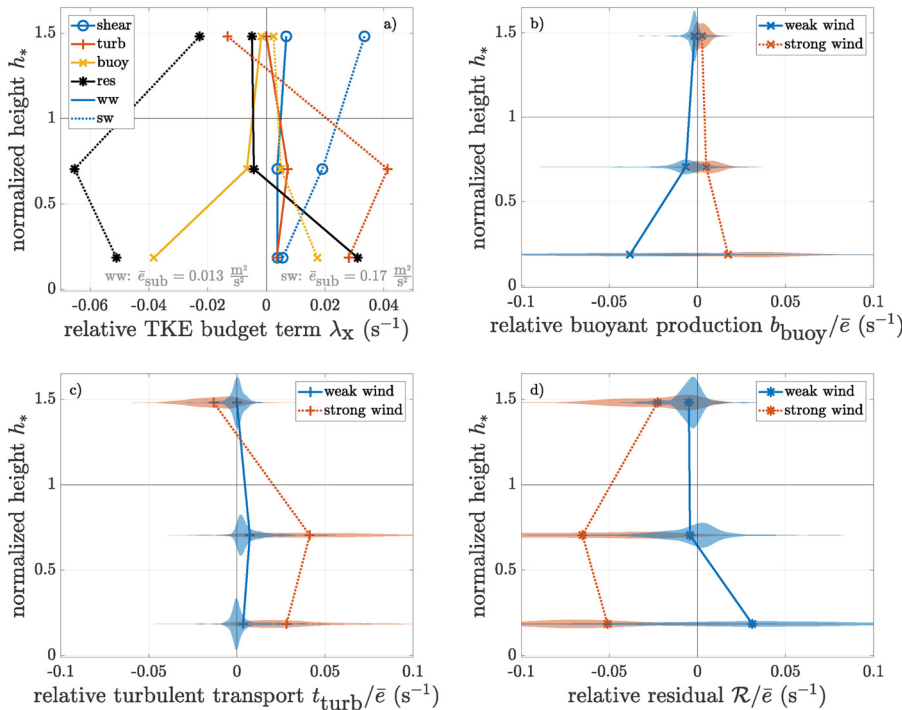 a)
shear
turb
buoy
res
ww
sw
1.5
1
0.5
0
normalized height h*
ww: ēsub = 0.013 m²/s²
sw: ēsub = 0.17 m²/s²
-0.06 -0.04 -0.02 0 0.02 0.04
relative TKE budget term λx (s⁻¹)
b)
weak wind
strong wind
1.5
1
0.5
0
normalized height h*
-0.1 -0.05 0 0.05 0.1
relative buoyant production bbuoy/ē (s⁻¹)
c)
weak wind
strong wind
1.5
1
0.5
0
normalized height h*
-0.1 -0.05 0 0.05 0.1
relative turbulent transport tturb/ē (s⁻¹)
d)
weak wind
strong wind
1.5
1
0.5
0
normalized height h*
-0.1 -0.05 0 0.05 0.1
relative residual ℛ/ē (s⁻¹)